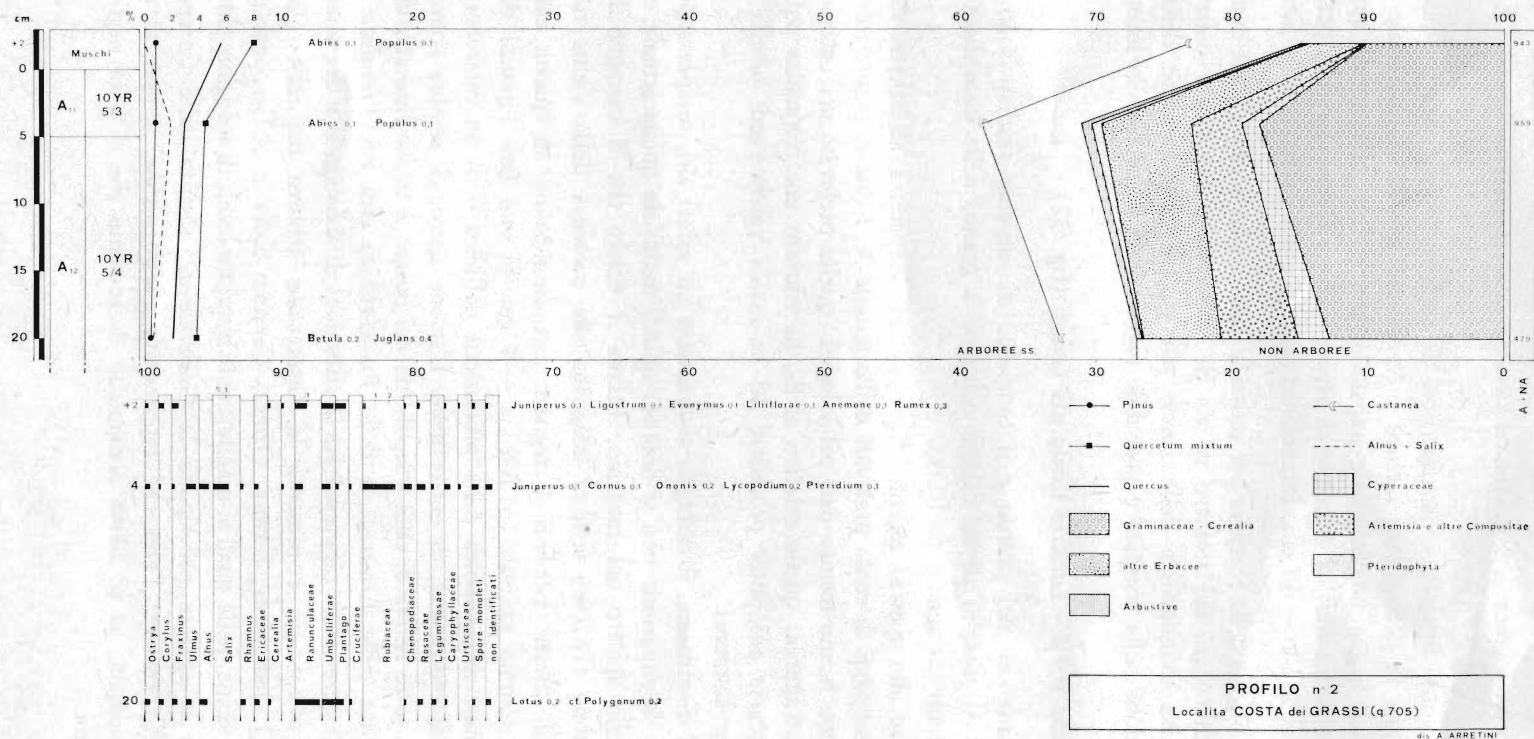 cm. % 0 2 4 6 8 10 20 30 40 50 60 70 80 90 100
+2 Muschi Abies 0,1 Populus 0,1 943
0
A11 10YR 5/3 Abies 0,1 Populus 0,1 959
5
10
A12 10YR 5/4
15
20 Betula 0,2 Juglans 0,4 479
ARBOREE SS. NON ARBOREE
100 90 80 70 60 50 40 30 20 10 0
A+NA
+2 Juniperus 0,1 Ligustrum 0,1 Evonymus 0,1 Liliiflorae 0,1 Anemone 0,1 Rumex 0,3
4 Juniperus 0,1 Cornus 0,1 Ononis 0,2 Lycopodium 0,2 Pteridium 0,1
Ostrya
Corylus
Fraxinus
Ulmus
Alnus
Salix
Rhamnus
Ericaceae
Cerealia
Artemisia
Ranunculaceae
Umbelliferae
Plantago
Cruciferae
Rubiaceae
Chenopodiaceae
Rosaceae
Leguminosae
Caryophyllaceae
Urticaceae
Spore monoleti
non identificati
20 Lotus 0,2 cf. Polygonum 0,2
Pinus Castanea
Quercetum mixtum Alnus + Salix
Quercus Cyperaceae
Graminaceae - Cerealia Artemisia e altre Compositae
altre Erbacee Pteridophyta
Arbustive
PROFILO n 2
Localita COSTA dei GRASSI (q.705)
dis. A. ARRETINI